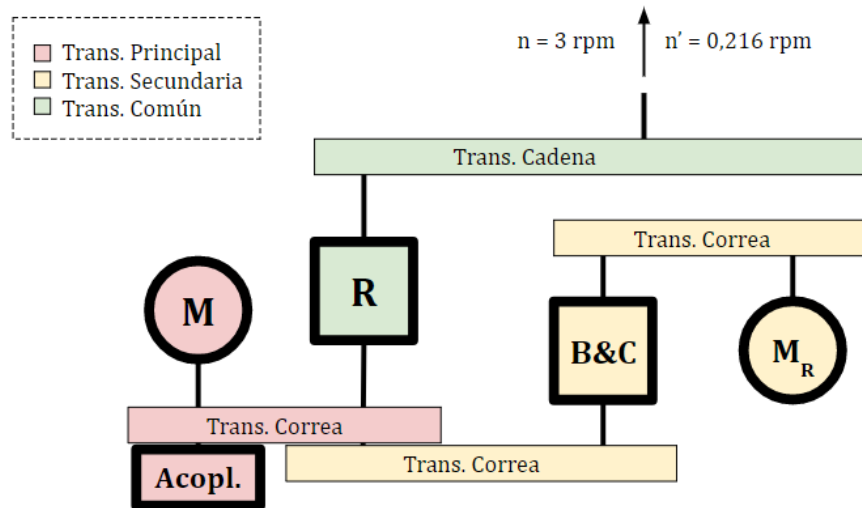 Trans. Principal
Trans. Secundaria
Trans. Común
n = 3 rpm
n’ = 0,216 rpm
Trans. Cadena
Trans. Correa
M
R
B&C
M_R
Trans. Correa
Trans. Correa
Acopl.